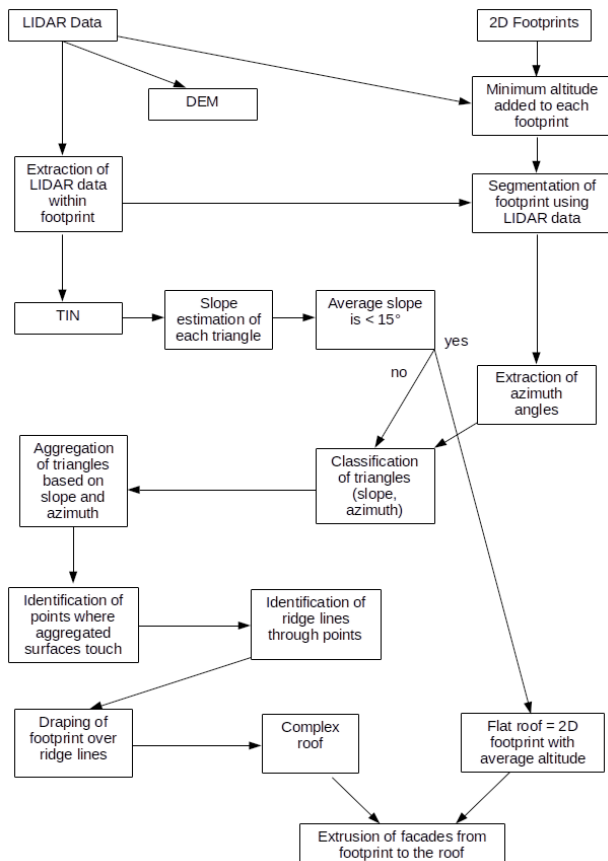 LIDAR Data
2D Footprints
DEM
Minimum altitude
added to each
footprint
Extraction of
LIDAR data
within
footprint
Segmentation of
footprint using
LIDAR data
TIN
Slope
estimation of
each triangle
Average slope
is < 15°
yes
no
Extraction of
azimuth
angles
Aggregation
of triangles
based on
slope and
azimuth
Classification
of triangles
(slope,
azimuth)
Identification of
points where
aggregated
surfaces touch
Identification of
ridge lines
through points
Draping of
footprint over
ridge lines
Complex
roof
Flat roof = 2D
footprint with
average altitude
Extrusion of facades from
footprint to the roof